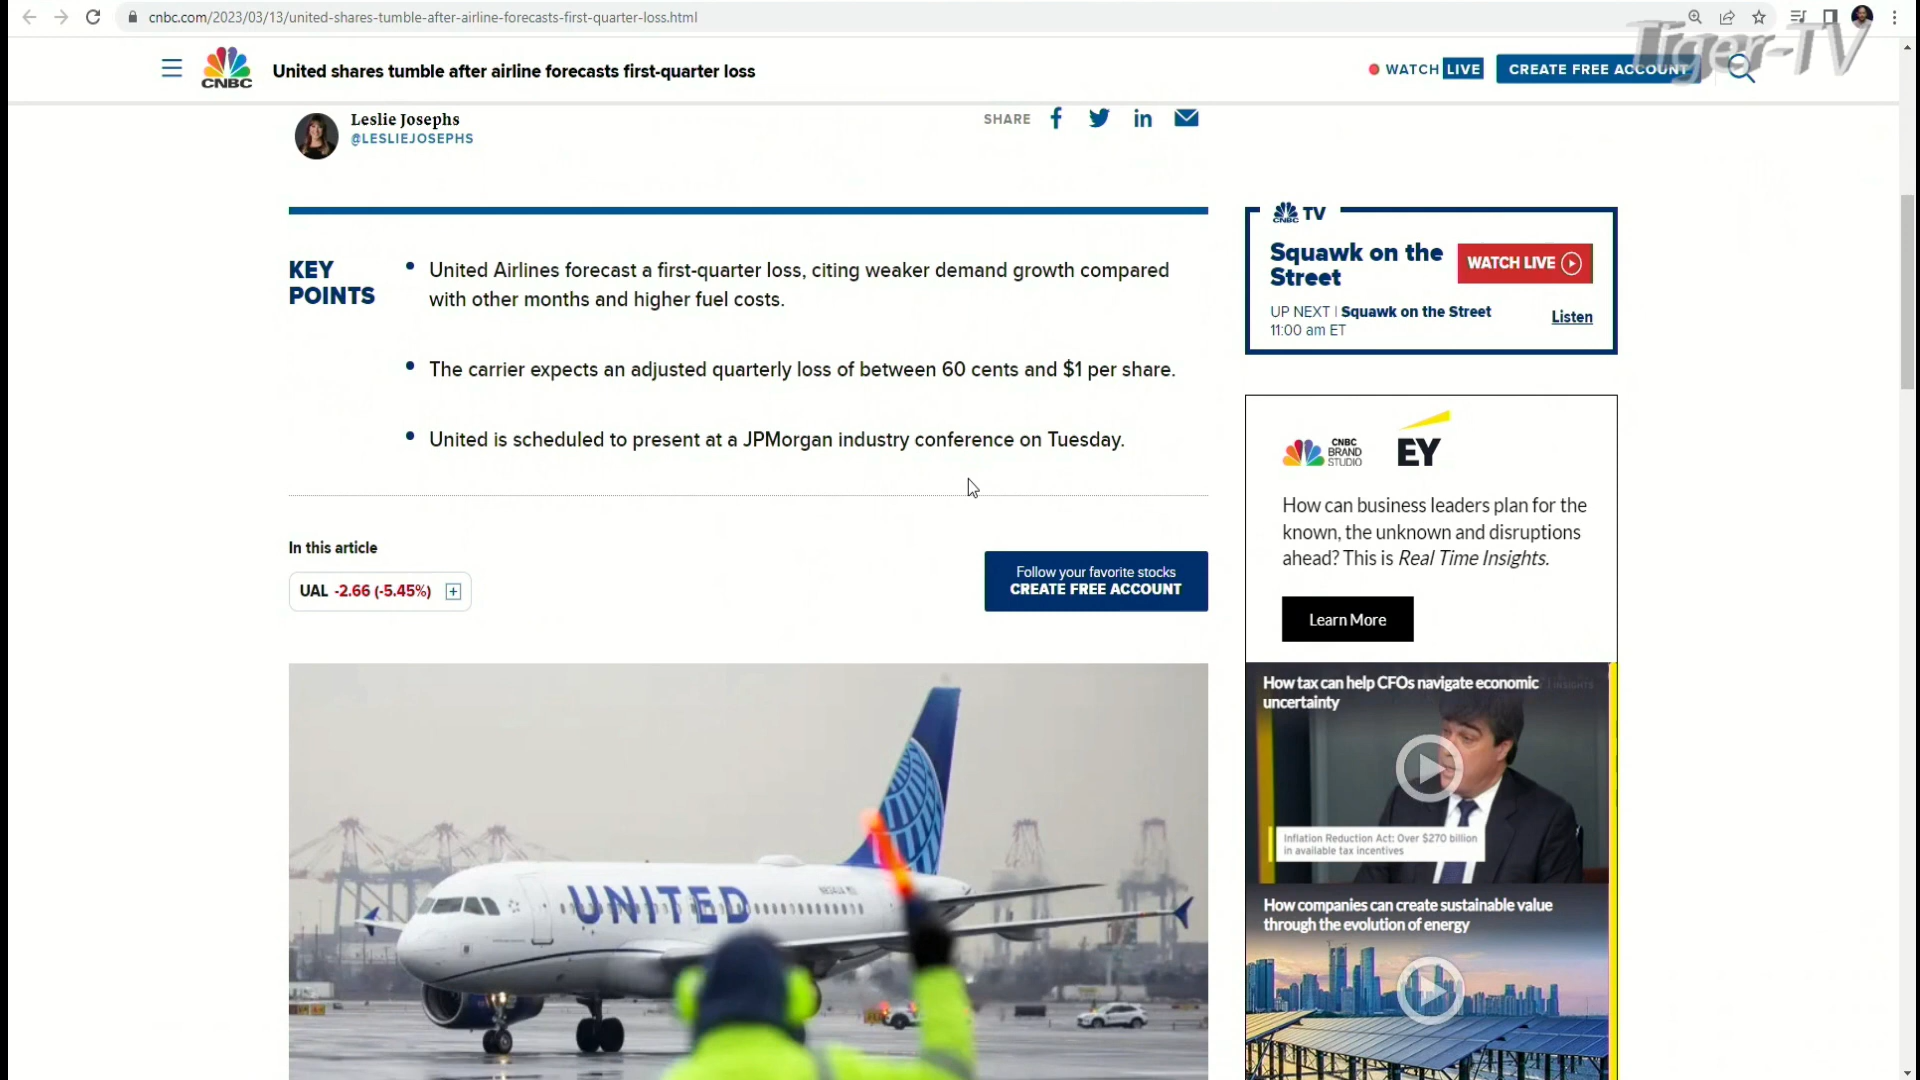 cnbc.com/2023/03/13/united-shares-tumble-after-airline-forecasts-first-quarter-loss.html
Tiger-TV
CNBC
United shares tumble after airline forecasts first-quarter loss
WATCH LIVE
CREATE FREE ACCOUNT
Leslie Josephs
@LESLIEJOSEPHS
SHARE
KEY
POINTS
United Airlines forecast a first-quarter loss, citing weaker demand growth compared
with other months and higher fuel costs.
The carrier expects an adjusted quarterly loss of between 60 cents and $1 per share.
United is scheduled to present at a JPMorgan industry conference on Tuesday.
In this article
UAL -2.66 (-5.45%)
Follow your favorite stocks
CREATE FREE ACCOUNT
UNITED
CNBC TV
Squawk on the
Street
WATCH LIVE
UP NEXT | Squawk on the Street
11:00 am ET
Listen
CNBC
BRAND
STUDIO
EY
How can business leaders plan for the
known, the unknown and disruptions
ahead? This is Real Time Insights.
Learn More
How tax can help CFOs navigate economic
uncertainty
Inflation Reduction Act: Over $270 billion
in available tax incentives
How companies can create sustainable value
through the evolution of energy